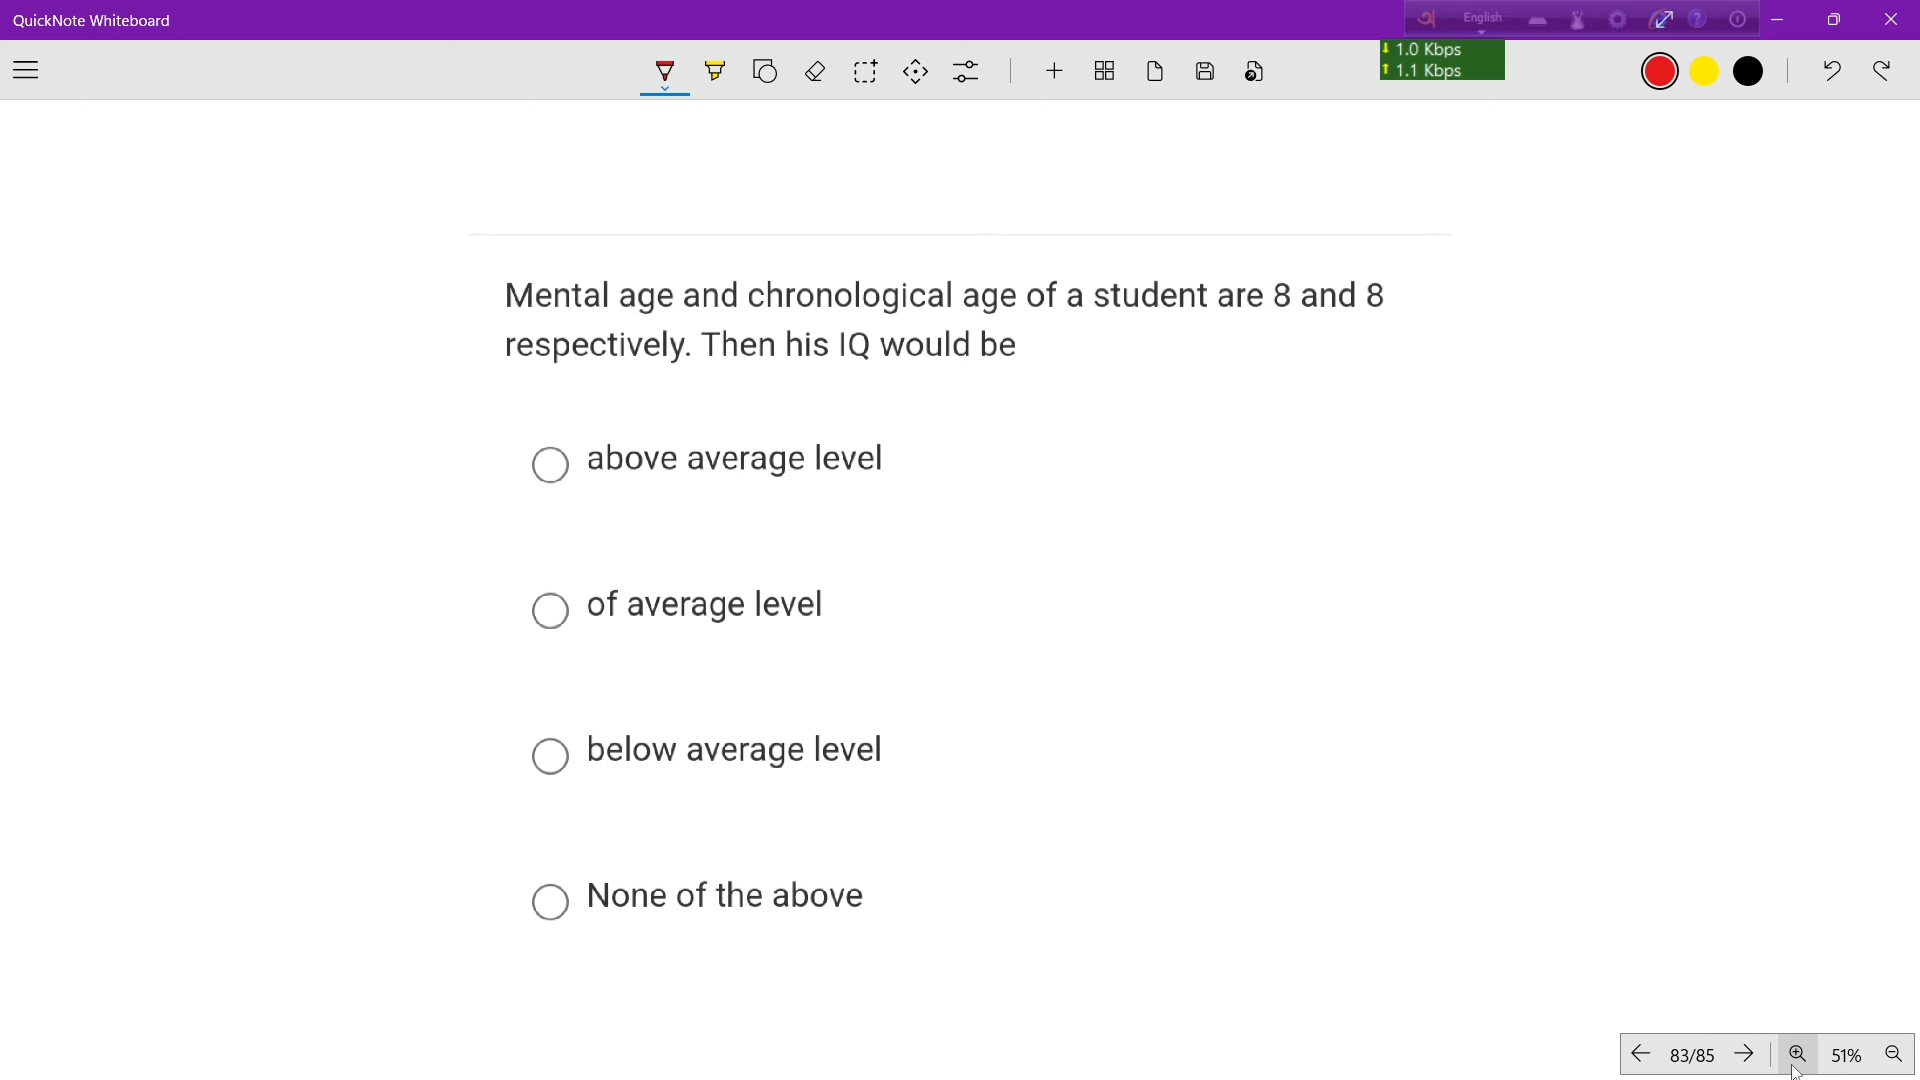 QuickNote Whiteboard
অ English
1.0 Kbps
1.1 Kbps
Mental age and chronological age of a student are 8 and 8
respectively. Then his IQ would be
above average level
of average level
below average level
None of the above
83/85 51%